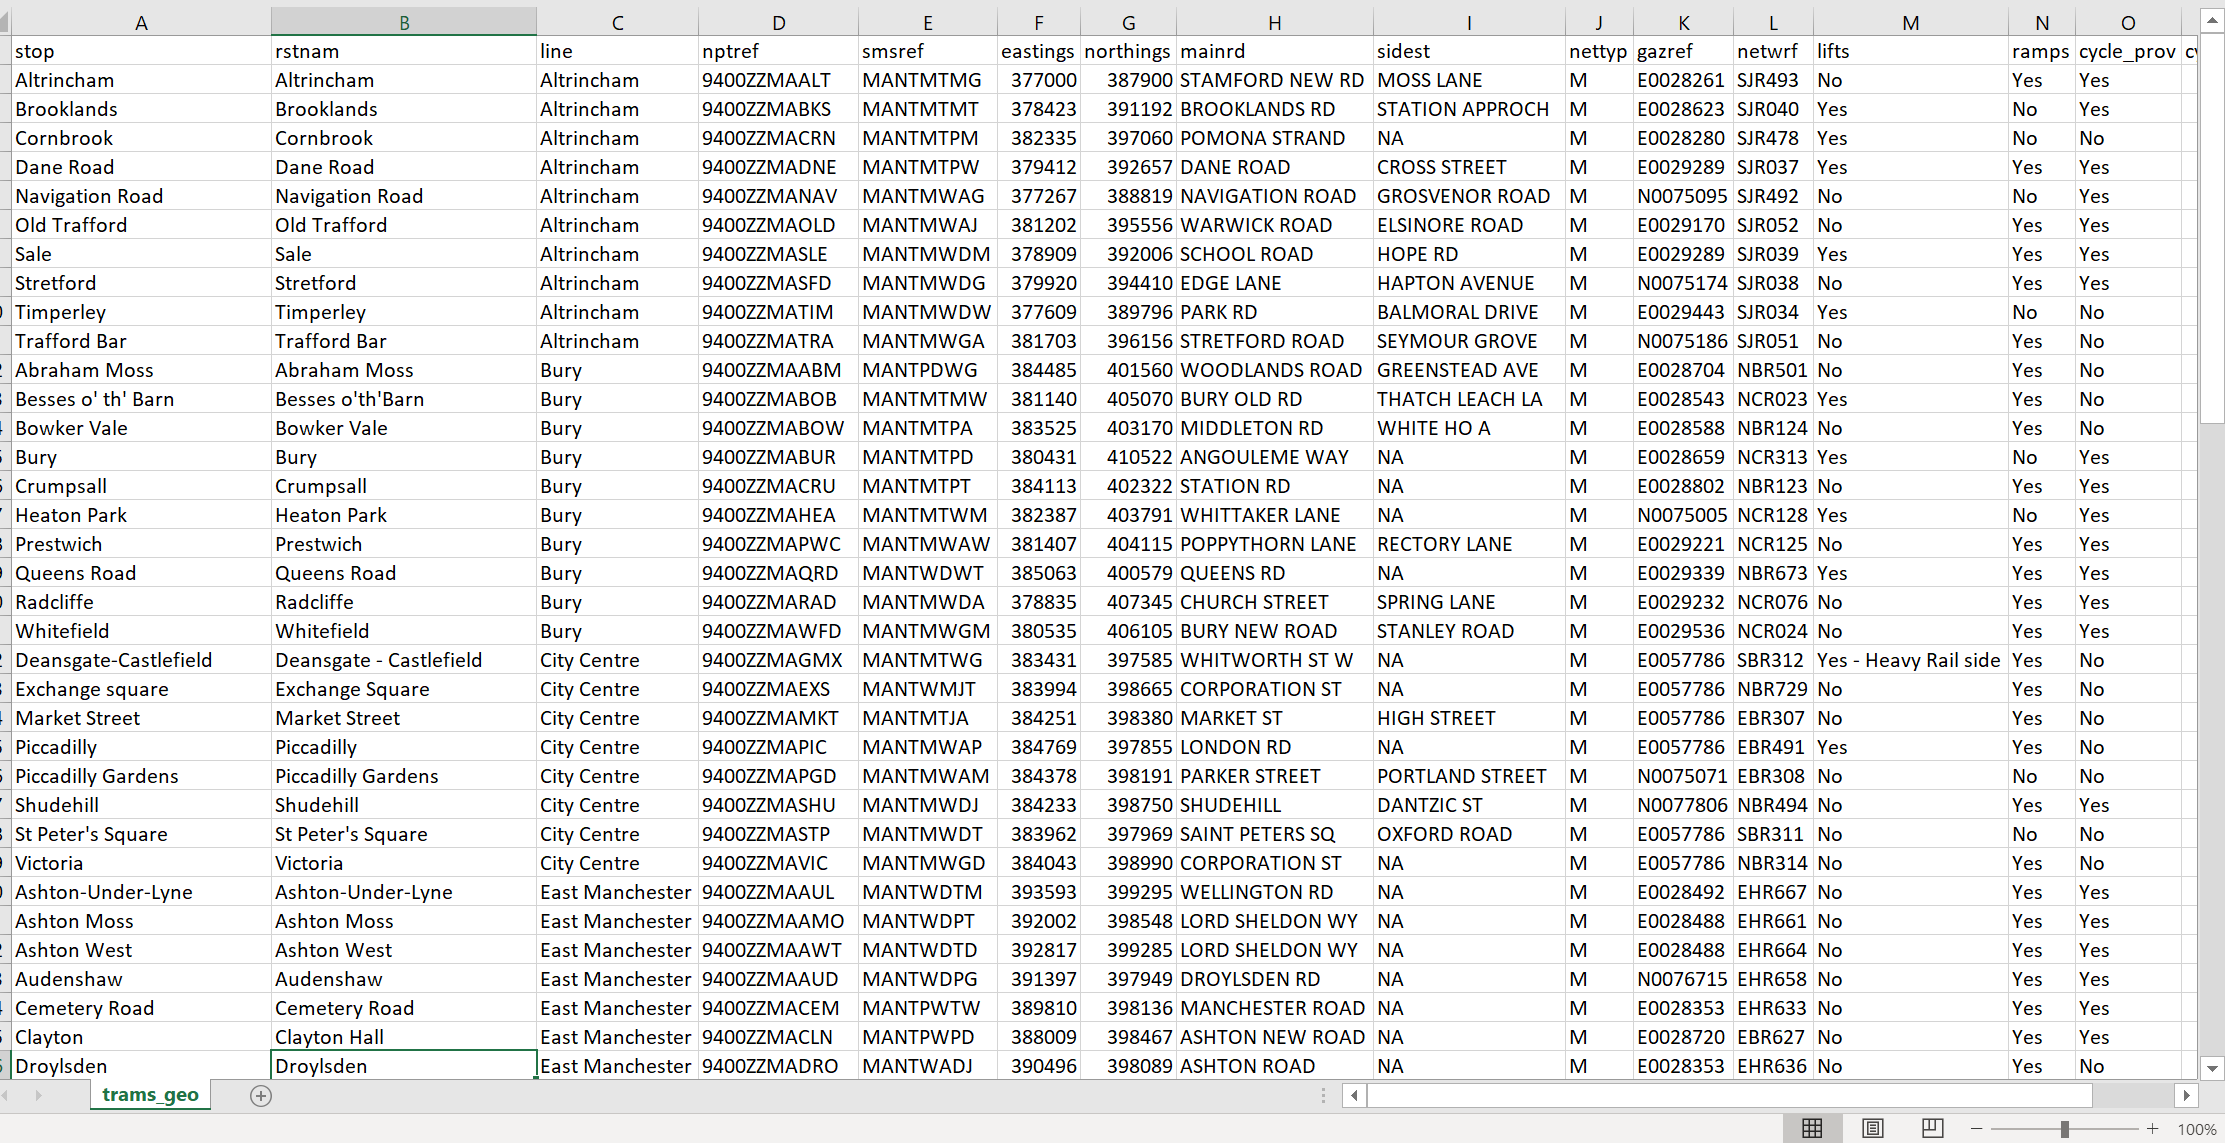 A B C D E F G H I J K L M N O
stop rstnam line nptref smsref eastings northings mainrd sidest nettyp gazref netwrf lifts ramps cycle_prov
Altrincham Altrincham Altrincham 9400ZZMAALT MANTMTMG 377000 387900 STAMFORD NEW RD MOSS LANE M E0028261 SJR493 No Yes Yes
Brooklands Brooklands Altrincham 9400ZZMABKS MANTMTMT 378423 391192 BROOKLANDS RD STATION APPROCH M E0028623 SJR040 Yes No Yes
Cornbrook Cornbrook Altrincham 9400ZZMACRN MANTMTPM 382335 397060 POMONA STRAND NA M E0028280 SJR478 Yes No No
Dane Road Dane Road Altrincham 9400ZZMADNE MANTMTPW 379412 392657 DANE ROAD CROSS STREET M E0029289 SJR037 Yes Yes Yes
Navigation Road Navigation Road Altrincham 9400ZZMANAV MANTMWAG 377267 388819 NAVIGATION ROAD GROSVENOR ROAD M N0075095 SJR492 No No Yes
Old Trafford Old Trafford Altrincham 9400ZZMAOLD MANTMWAJ 381202 395556 WARWICK ROAD ELSINORE ROAD M E0029170 SJR052 No Yes Yes
Sale Sale Altrincham 9400ZZMASLE MANTMWDM 378909 392006 SCHOOL ROAD HOPE RD M E0029289 SJR039 Yes Yes Yes
Stretford Stretford Altrincham 9400ZZMASFD MANTMWDG 379920 394410 EDGE LANE HAPTON AVENUE M N0075174 SJR038 No Yes Yes
Timperley Timperley Altrincham 9400ZZMATIM MANTMWDW 377609 389796 PARK RD BALMORAL DRIVE M E0029443 SJR034 Yes No No
Trafford Bar Trafford Bar Altrincham 9400ZZMATRA MANTMWGA 381703 396156 STRETFORD ROAD SEYMOUR GROVE M N0075186 SJR051 No Yes No
Abraham Moss Abraham Moss Bury 9400ZZMAABM MANTPDWG 384485 401560 WOODLANDS ROAD GREENSTEAD AVE M E0028704 NBR501 No Yes No
Besses o' th' Barn Besses o'th'Barn Bury 9400ZZMABOB MANTMTMW 381140 405070 BURY OLD RD THATCH LEACH LA M E0028543 NCR023 Yes Yes No
Bowker Vale Bowker Vale Bury 9400ZZMABOW MANTMTPA 383525 403170 MIDDLETON RD WHITE HO A M E0028588 NBR124 No Yes No
Bury Bury Bury 9400ZZMABUR MANTMTPD 380431 410522 ANGOULEME WAY NA M E0028659 NCR313 Yes No Yes
Crumpsall Crumpsall Bury 9400ZZMACRU MANTMTPT 384113 402322 STATION RD NA M E0028802 NBR123 No Yes Yes
Heaton Park Heaton Park Bury 9400ZZMAHEA MANTMTWM 382387 403791 WHITTAKER LANE NA M N0075005 NCR128 Yes No Yes
Prestwich Prestwich Bury 9400ZZMAPWC MANTMWAW 381407 404115 POPPYTHORN LANE RECTORY LANE M E0029221 NCR125 No Yes Yes
Queens Road Queens Road Bury 9400ZZMAQRD MANTWDWT 385063 400579 QUEENS RD NA M E0029339 NBR673 Yes Yes Yes
Radcliffe Radcliffe Bury 9400ZZMARAD MANTMWDA 378835 407345 CHURCH STREET SPRING LANE M E0029232 NCR076 No Yes Yes
Whitefield Whitefield Bury 9400ZZMAWFD MANTMWGM 380535 406105 BURY NEW ROAD STANLEY ROAD M E0029536 NCR024 No Yes Yes
Deansgate-Castlefield Deansgate - Castlefield City Centre 9400ZZMAGMX MANTMTWG 383431 397585 WHITWORTH ST W NA M E0057786 SBR312 Yes - Heavy Rail side Yes No
Exchange square Exchange Square City Centre 9400ZZMAEXS MANTWMJT 383994 398665 CORPORATION ST NA M E0057786 NBR729 No Yes No
Market Street Market Street City Centre 9400ZZMAMKT MANTMTJA 384251 398380 MARKET ST HIGH STREET M E0057786 EBR307 No Yes No
Piccadilly Piccadilly City Centre 9400ZZMAPIC MANTMWAP 384769 397855 LONDON RD NA M E0057786 EBR491 Yes Yes No
Piccadilly Gardens Piccadilly Gardens City Centre 9400ZZMAPGD MANTMWAM 384378 398191 PARKER STREET PORTLAND STREET M N0075071 EBR308 No No No
Shudehill Shudehill City Centre 9400ZZMASHU MANTMWDJ 384233 398750 SHUDEHILL DANTZIC ST M N0077806 NBR494 No Yes Yes
St Peter's Square St Peter's Square City Centre 9400ZZMASTP MANTMWDT 383962 397969 SAINT PETERS SQ OXFORD ROAD M E0057786 SBR311 No No No
Victoria Victoria City Centre 9400ZZMAVIC MANTMWGD 384043 398990 CORPORATION ST NA M E0057786 NBR314 No Yes No
Ashton-Under-Lyne Ashton-Under-Lyne East Manchester 9400ZZMAAUL MANTWDTM 393593 399295 WELLINGTON RD NA M E0028492 EHR667 No Yes Yes
Ashton Moss Ashton Moss East Manchester 9400ZZMAAMO MANTWDPT 392002 398548 LORD SHELDON WY NA M E0028488 EHR661 No Yes Yes
Ashton West Ashton West East Manchester 9400ZZMAAWT MANTWDTD 392817 399285 LORD SHELDON WY NA M E0028488 EHR664 No Yes Yes
Audenshaw Audenshaw East Manchester 9400ZZMAAUD MANTWDPG 391397 397949 DROYLSDEN RD NA M N0076715 EHR658 No Yes Yes
Cemetery Road Cemetery Road East Manchester 9400ZZMACEM MANTPWTW 389810 398136 MANCHESTER ROAD NA M E0028353 EHR633 No Yes Yes
Clayton Clayton Hall East Manchester 9400ZZMACLN MANTPWPD 388009 398467 ASHTON NEW ROAD NA M E0028720 EBR627 No Yes Yes
Droylsden Droylsden East Manchester 9400ZZMADRO MANTWADJ 390496 398089 ASHTON ROAD NA M E0028353 EHR636 No Yes No
trams_geo
100%